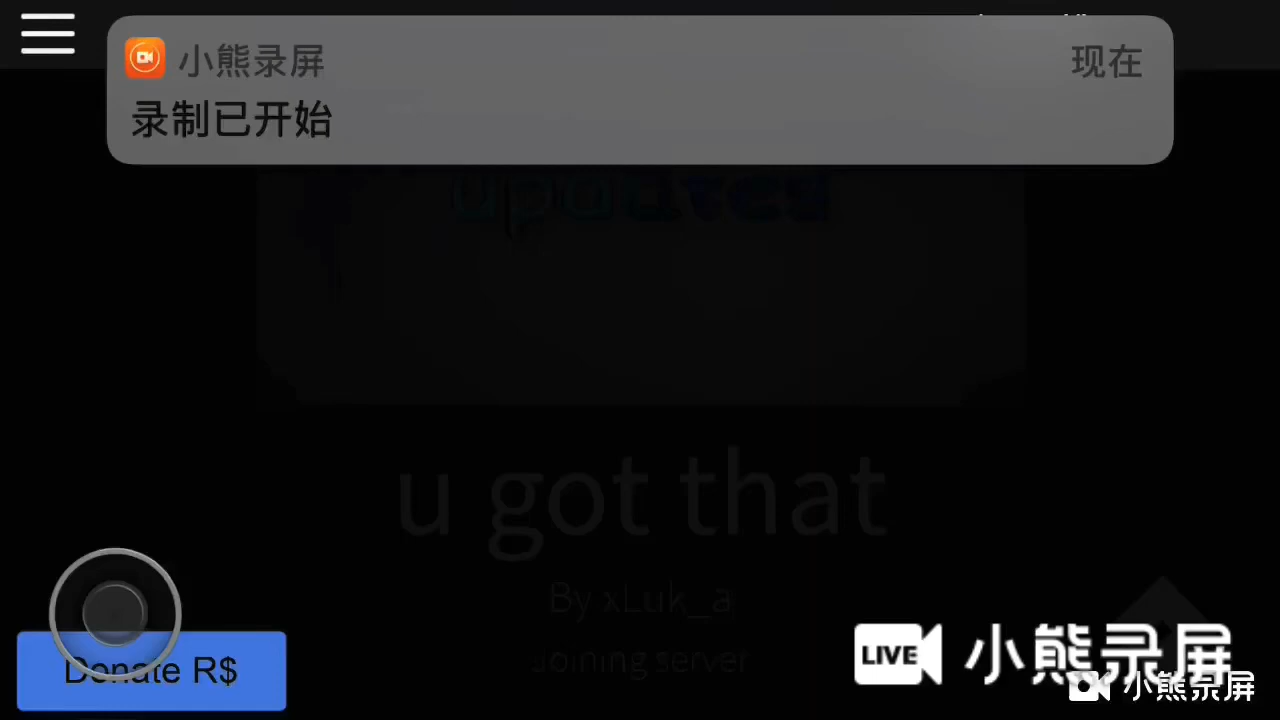 小熊录屏
现在
录制已开始
updates
u got that
By xLuk_a
Joining server
Donate R$
LIVE 小熊录屏
小熊录屏